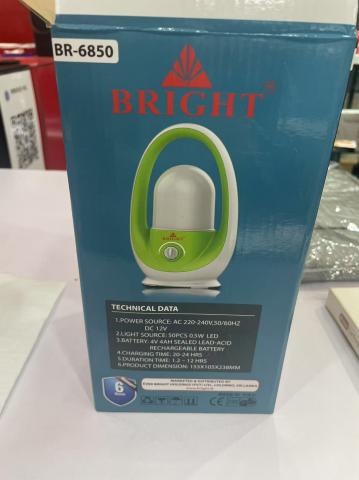 BR-6850
BRIGHT
BRIGHT
TECHNICAL DATA
1.POWER SOURCE: AC 220-240V,50/60HZ
DC 12V
2.LIGHT SOURCE: 50PCS 0.5W LED
3.BATTERY: 4V 4AH SEALED LEAD-ACID
RECHARGEABLE BATTERY
4.CHARGING TIME: 20-24 HRS
5.DURATION TIME: 1.2 - 12 HRS
6.PRODUCT DIMENSION: 155X105X238MM
6
MARKETED & DISTRIBUTED BY